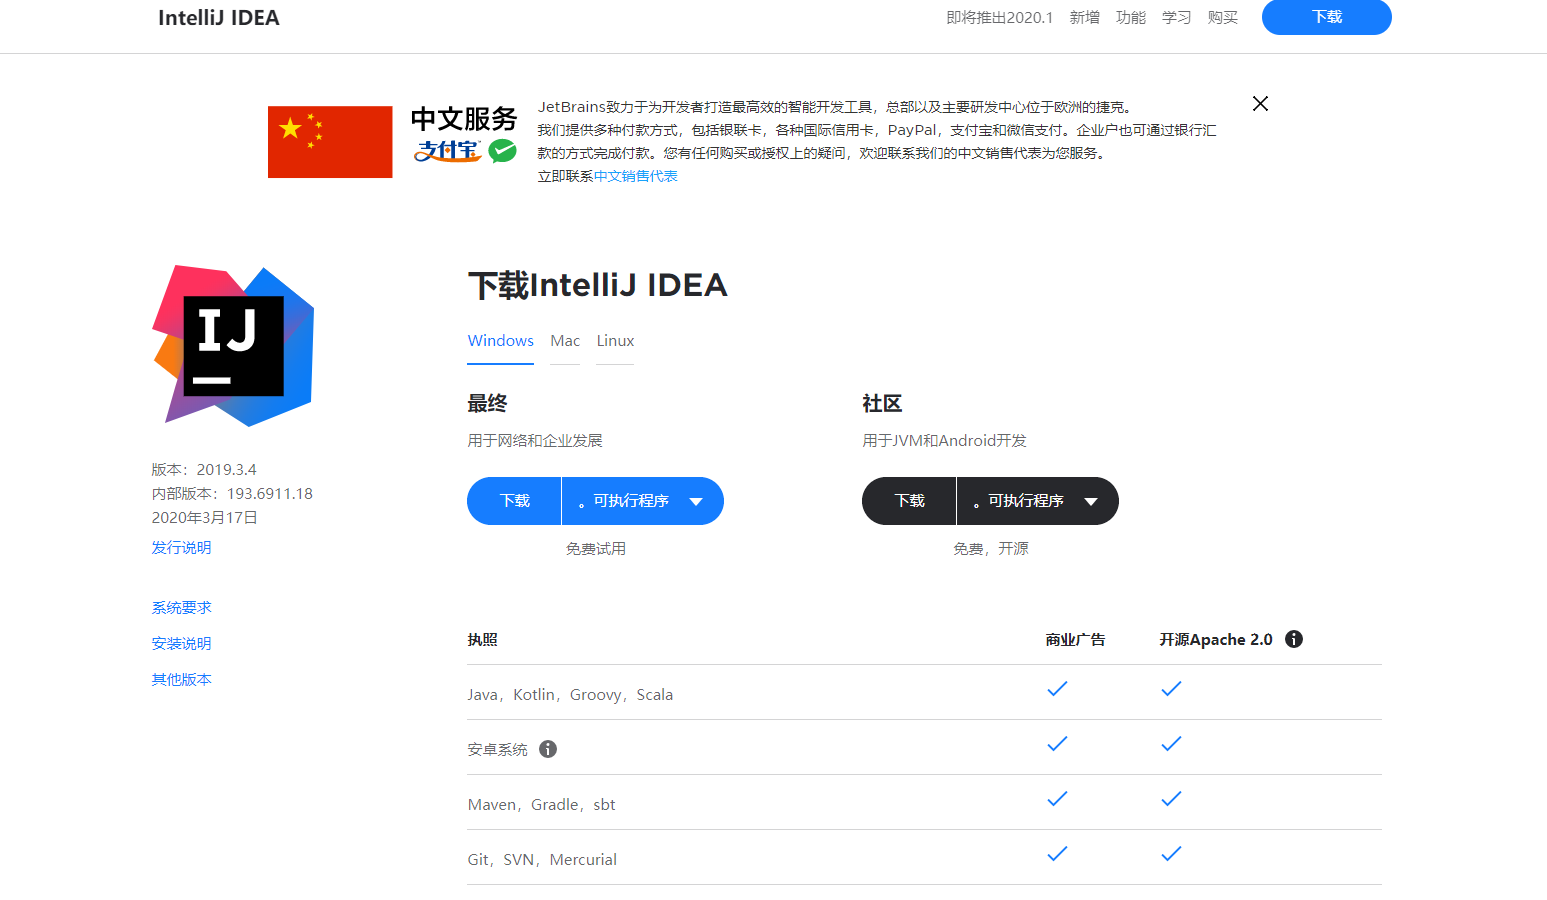 IntelliJ IDEA
即将推出2020.1 新增 功能 学习 购买 下载
中文服务
支付宝
JetBrains致力于为开发者打造最高效的智能开发工具，总部以及主要研发中心位于欧洲的捷克。
我们提供多种付款方式，包括银联卡，各种国际信用卡，PayPal，支付宝和微信支付。企业户也可通过银行汇
款的方式完成付款。您有任何购买或授权上的疑问，欢迎联系我们的中文销售代表为您服务。
立即联系中文销售代表
IJ
版本：2019.3.4
内部版本：193.6911.18
2020年3月17日
发行说明
系统要求
安装说明
其他版本
下载IntelliJ IDEA
Windows Mac Linux
最终
用于网络和企业发展
下载 。可执行程序
免费试用
社区
用于JVM和Android开发
下载 。可执行程序
免费，开源
执照 商业广告 开源Apache 2.0
Java，Kotlin，Groovy，Scala
安卓系统
Maven，Gradle，sbt
Git，SVN，Mercurial